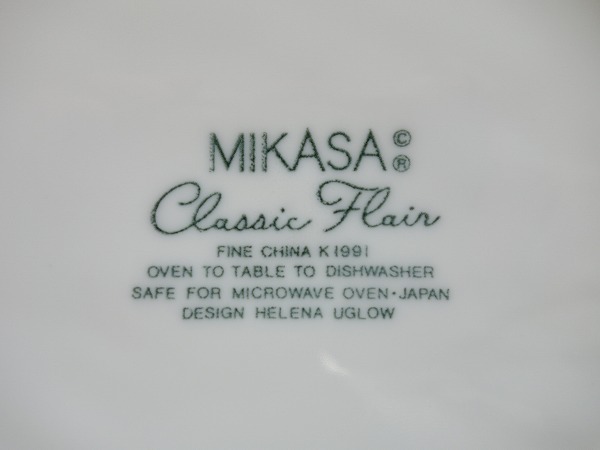 MIKASA ©®
Classic Flair
FINE CHINA K1991
OVEN TO TABLE TO DISHWASHER
SAFE FOR MICROWAVE OVEN·JAPAN
DESIGN HELENA UGLOW